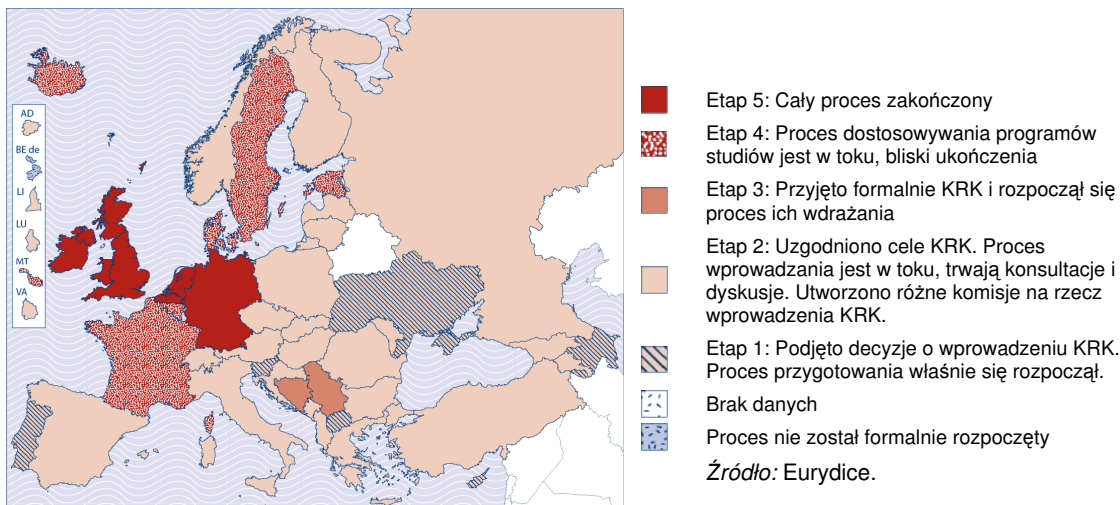 AD
BE de
LI
LU
MT
VA
Etap 5: Cały proces zakończony
Etap 4: Proces dostosowywania programów
studiów jest w toku, bliski ukończenia
Etap 3: Przyjęto formalnie KRK i rozpoczął się
proces ich wdrażania
Etap 2: Uzgodniono cele KRK. Proces
wprowadzania jest w toku, trwają konsultacje i
dyskusje. Utworzono różne komisje na rzecz
wprowadzenia KRK.
Etap 1: Podjęto decyzje o wprowadzeniu KRK.
Proces przygotowania właśnie się rozpoczął.
Brak danych
Proces nie został formalnie rozpoczęty
Źródło: Eurydice.